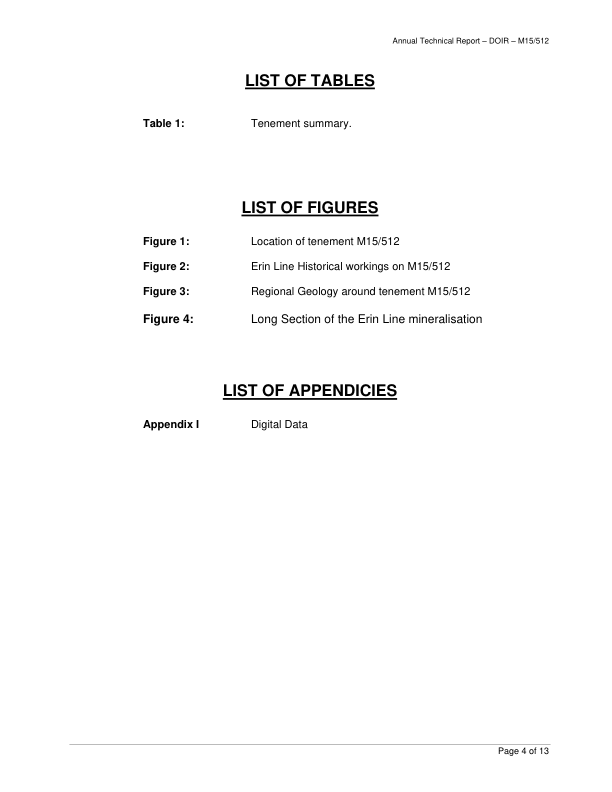 Annual Technical Report – DOIR – M15/512
LIST OF TABLES
Table 1: Tenement summary.
LIST OF FIGURES
Figure 1: Location of tenement M15/512
Figure 2: Erin Line Historical workings on M15/512
Figure 3: Regional Geology around tenement M15/512
Figure 4: Long Section of the Erin Line mineralisation
LIST OF APPENDICIES
Appendix I Digital Data
Page 4 of 13